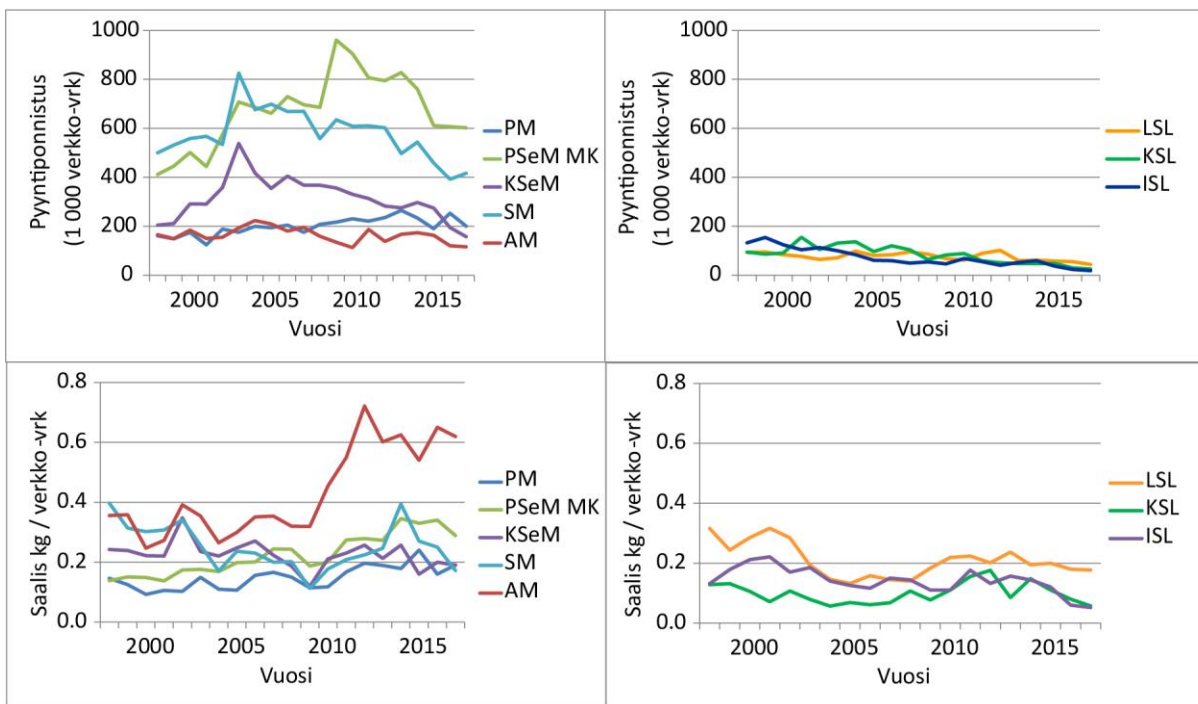 Pyyntiponnistus
(1 000 verkko-vrk)
1000
800
600
400
200
0
2000 2005 2010 2015
Vuosi
PM
PSeM MK
KSeM
SM
AM
Pyyntiponnistus
(1 000 verkko-vrk)
1000
800
600
400
200
0
2000 2005 2010 2015
Vuosi
LSL
KSL
ISL
Saalis kg / verkko-vrk
0.8
0.6
0.4
0.2
0.0
2000 2005 2010 2015
Vuosi
PM
PSeM MK
KSeM
SM
AM
Saalis kg / verkko-vrk
0.8
0.6
0.4
0.2
0.0
2000 2005 2010 2015
Vuosi
LSL
KSL
ISL